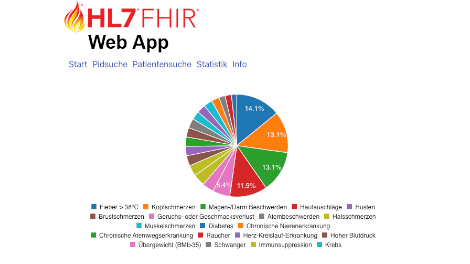 HL7 FHIR®
Web App
Start Pidsuche Patientensuche Statistik Info
14.1%
13.1%
13.1%
11.9%
5.4%
Fieber > 38°C Kopfschmerzen Magen-/Darm Beschwerden Hautauschläge Husten
Brustschmerzen Geruchs- oder Geschmacksverlust Atembeschwerden Halsschmerzen
Muskelschmerzen Diabetes Chronische Nierenerkrankung
Chronische Atemwegserkrankung Raucher Herz-Kreislauf-Erkrankung Hoher Blutdruck
Übergewicht (BMI>35) Schwanger Immunsuppression Krebs